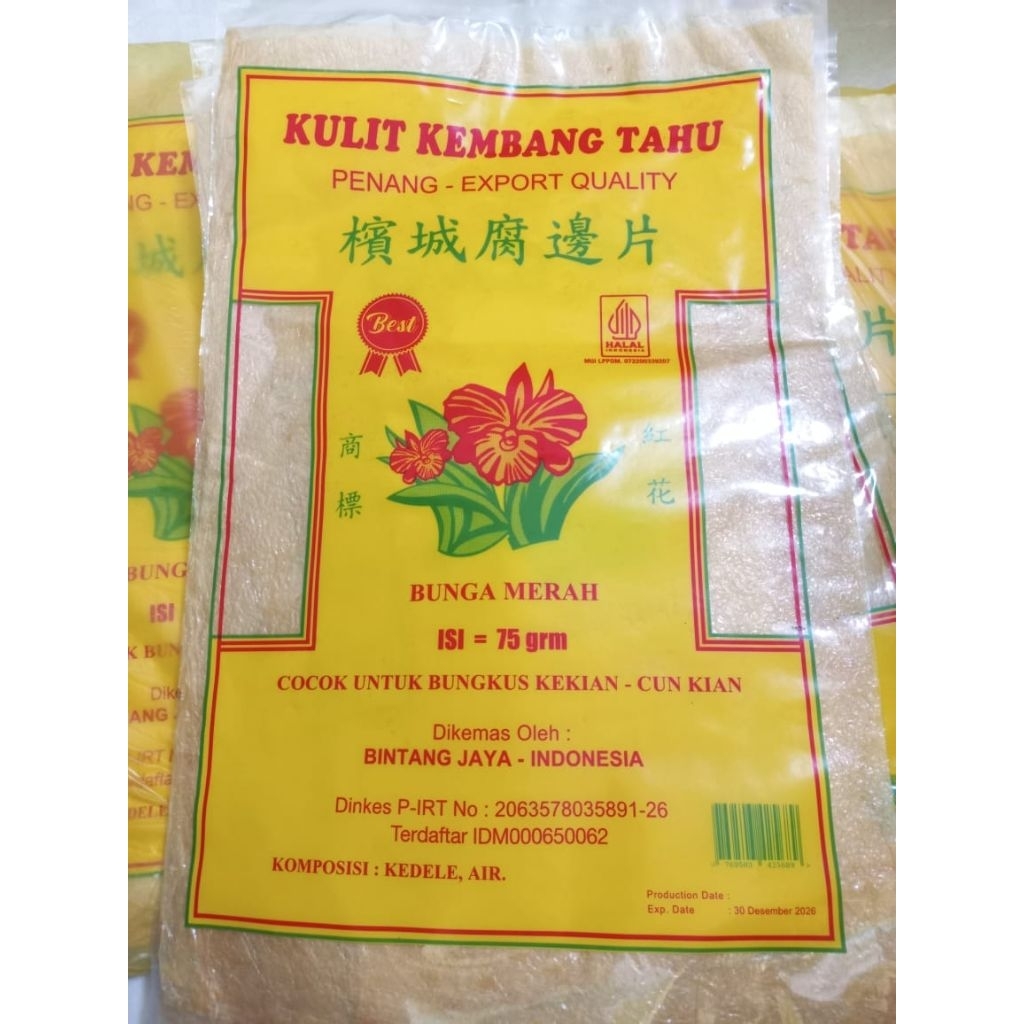 KULIT KEMBANG TAHU
PENANG - EXPORT QUALITY
檳城腐邊片
Best
HALAL
INDONESIA
商標
紅花
BUNGA MERAH
ISI = 75 grm
COCOK UNTUK BUNGKUS KEKIAN - CUN KIAN
Dikemas Oleh :
BINTANG JAYA - INDONESIA
Dinkes P-IRT No : 2063578035891-26
Terdaftar IDM000650062
KOMPOSISI : KEDELE, AIR.
Production Date :
Exp. Date : 30 Desember 2026